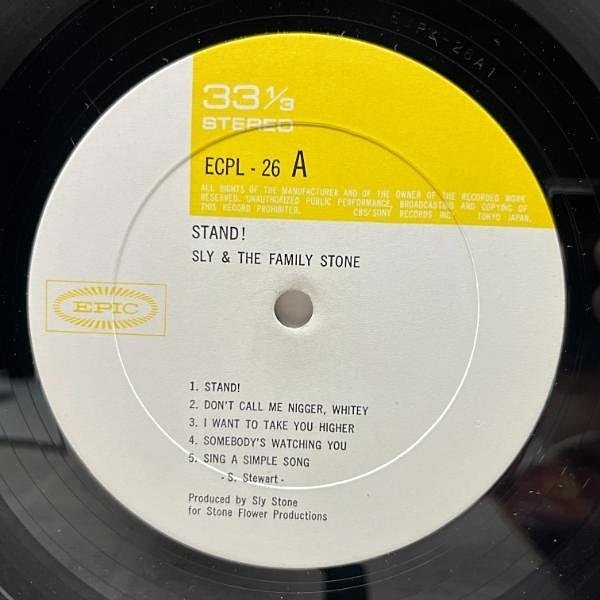 33 1/3
STEREO
ECPL - 26 A
ALL RIGHTS OF THE MANUFACTURER AND OF THE OWNER OF THE RECORDED WORK
RESERVED. UNAUTHORIZED PUBLIC PERFORMANCE, BROADCASTING AND COPYING OF
THIS RECORD PROHIBITED. CBS/SONY RECORDS INC. TOKYO JAPAN.
STAND!
SLY & THE FAMILY STONE
EPIC
1. STAND!
2. DON'T CALL ME NIGGER, WHITEY
3. I WANT TO TAKE YOU HIGHER
4. SOMEBODY'S WATCHING YOU
5. SING A SIMPLE SONG
- S. Stewart -
Produced by Sly Stone
for Stone Flower Productions